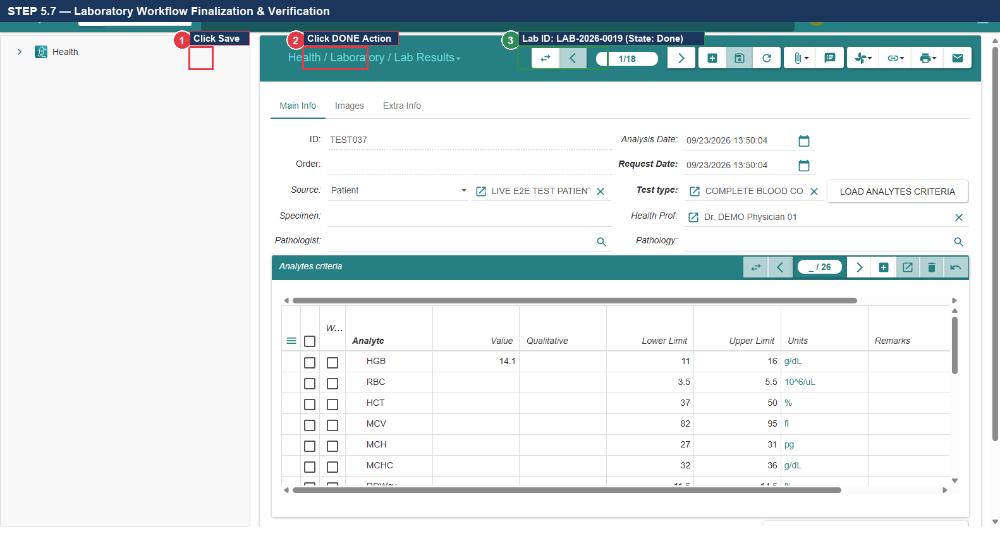 STEP 5.7 — Laboratory Workflow Finalization & Verification
1 Click Save
2 Click DONE Action
3 Lab ID: LAB-2026-0019 (State: Done)
Health
Health / Laboratory / Lab Results
1/18
Main Info Images Extra Info
ID: TEST037 Analysis Date: 09/23/2026 13:50:04
Order: Request Date: 09/23/2026 13:50:04
Source: Patient LIVE E2E TEST PATIENT Test type: COMPLETE BLOOD CO LOAD ANALYTES CRITERIA
Specimen: Health Prof: Dr. DEMO Physician 01
Pathologist: Pathology:
Analytes criteria _ / 26
W... Analyte Value Qualitative Lower Limit Upper Limit Units Remarks
HGB 14.1 11 16 g/dL
RBC 3.5 5.5 10^6/uL
HCT 37 50 %
MCV 82 95 fl
MCH 27 31 pg
MCHC 32 36 g/dL